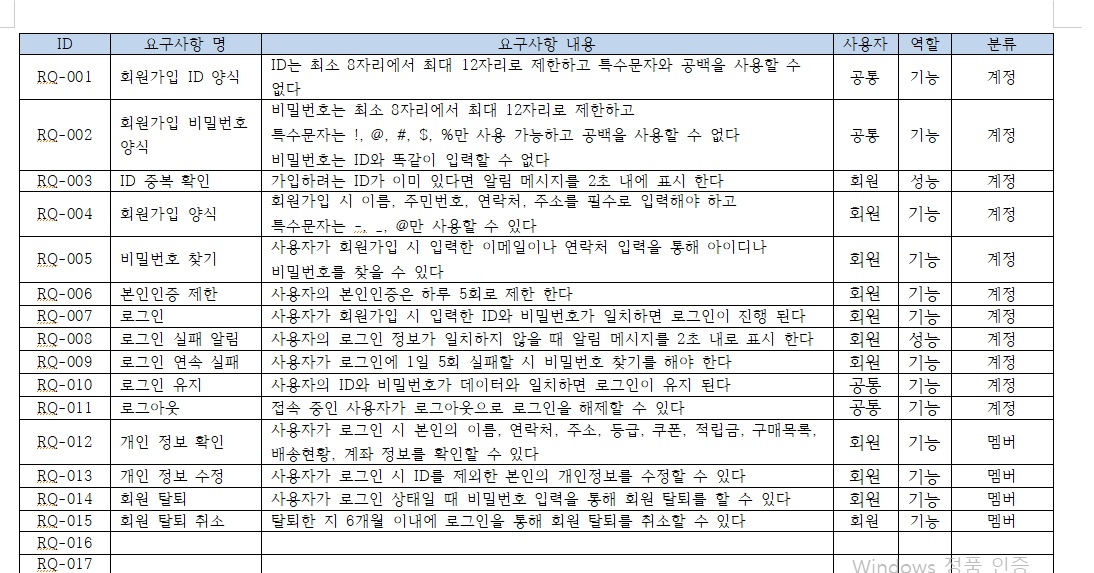 ID 요구사항 명 요구사항 내용 사용자 역할 분류
RQ-001 회원가입 ID 양식 ID는 최소 8자리에서 최대 12자리로 제한하고 특수문자와 공백을 사용할 수 없다 공통 기능 계정
RQ-002 회원가입 비밀번호 양식 비밀번호는 최소 8자리에서 최대 12자리로 제한하고
특수문자는 !, @, #, $, %만 사용 가능하고 공백을 사용할 수 없다
비밀번호는 ID와 똑같이 입력할 수 없다 공통 기능 계정
RQ-003 ID 중복 확인 가입하려는 ID가 이미 있다면 알림 메시지를 2초 내에 표시 한다 회원 성능 계정
RQ-004 회원가입 양식 회원가입 시 이름, 주민번호, 연락처, 주소를 필수로 입력해야 하고
특수문자는 -, _, @만 사용할 수 있다 회원 기능 계정
RQ-005 비밀번호 찾기 사용자가 회원가입 시 입력한 이메일이나 연락처 입력을 통해 아이디나
비밀번호를 찾을 수 있다 회원 기능 계정
RQ-006 본인인증 제한 사용자의 본인인증은 하루 5회로 제한 한다 회원 기능 계정
RQ-007 로그인 사용자가 회원가입 시 입력한 ID와 비밀번호가 일치하면 로그인이 진행 된다 회원 기능 계정
RQ-008 로그인 실패 알림 사용자의 로그인 정보가 일치하지 않을 때 알림 메시지를 2초 내로 표시 한다 회원 성능 계정
RQ-009 로그인 연속 실패 사용자가 로그인에 1일 5회 실패할 시 비밀번호 찾기를 해야 한다 회원 기능 계정
RQ-010 로그인 유지 사용자의 ID와 비밀번호가 데이터와 일치하면 로그인이 유지 된다 공통 기능 계정
RQ-011 로그아웃 접속 중인 사용자가 로그아웃으로 로그인을 해제할 수 있다 공통 기능 계정
RQ-012 개인 정보 확인 사용자가 로그인 시 본인의 이름, 연락처, 주소, 등급, 쿠폰, 적립금, 구매목록,
배송현황, 계좌 정보를 확인할 수 있다 회원 기능 멤버
RQ-013 개인 정보 수정 사용자가 로그인 시 ID를 제외한 본인의 개인정보를 수정할 수 있다 회원 기능 멤버
RQ-014 회원 탈퇴 사용자가 로그인 상태일 때 비밀번호 입력을 통해 회원 탈퇴를 할 수 있다 회원 기능 멤버
RQ-015 회원 탈퇴 취소 탈퇴한 지 6개월 이내에 로그인을 통해 회원 탈퇴를 취소할 수 있다 회원 기능 멤버
RQ-016
RQ-017
Windows 정품 인증